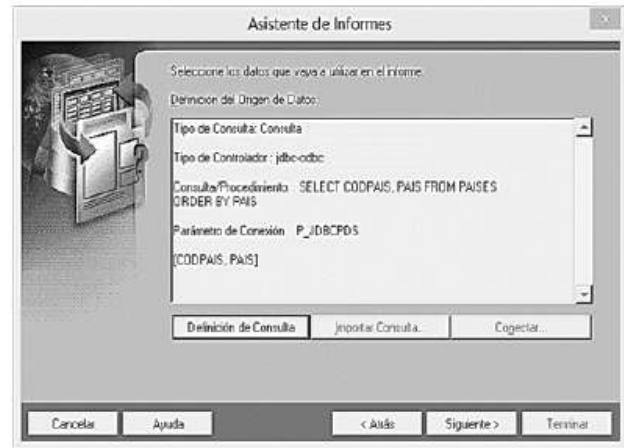 Asistente de Informes
Seleccione los datos que vaya a utilizar en el informe.
Definición del Origen de Datos:
Tipo de Consulta: Consulta
Tipo de Controlador : jdbc-odbc
Consulta/Procedimiento : SELECT CODPAIS, PAIS FROM PAISES
ORDER BY PAIS
Parámetro de Conexión : P_JDBCPDS
[CODPAIS, PAIS]
Definición de Consulta
Importar Consulta...
Conectar...
Cancelar
Ayuda
< Atrás
Siguiente >
Terminar